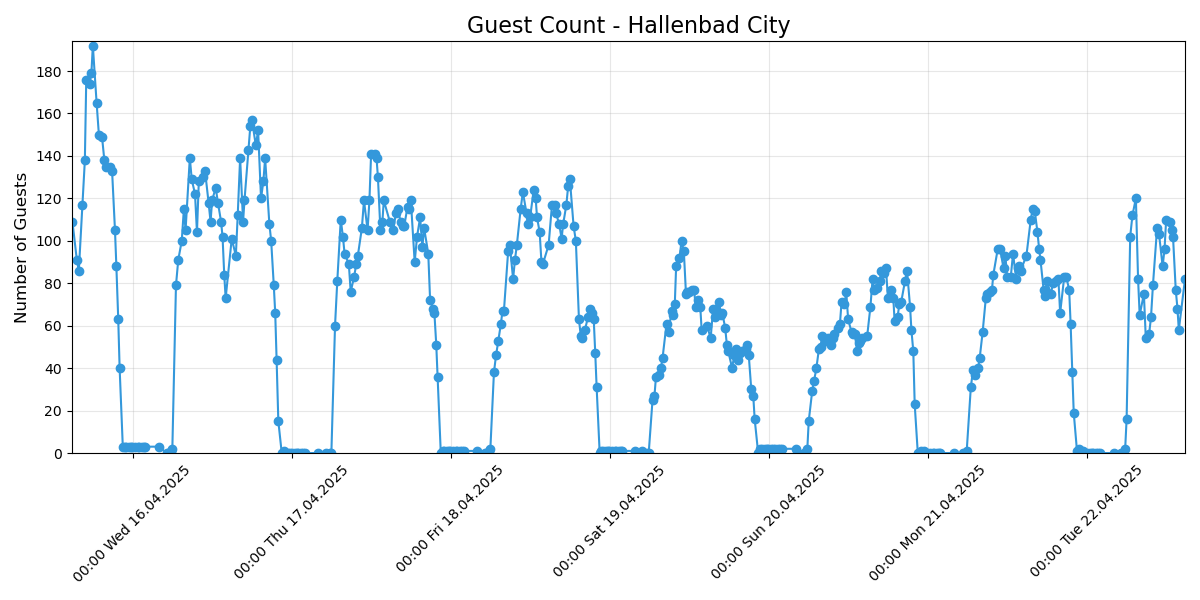 Guest Count - Hallenbad City
Number of Guests
180
160
140
120
100
80
60
40
20
0
00:00 Wed 16.04.2025
00:00 Thu 17.04.2025
00:00 Fri 18.04.2025
00:00 Sat 19.04.2025
00:00 Sun 20.04.2025
00:00 Mon 21.04.2025
00:00 Tue 22.04.2025